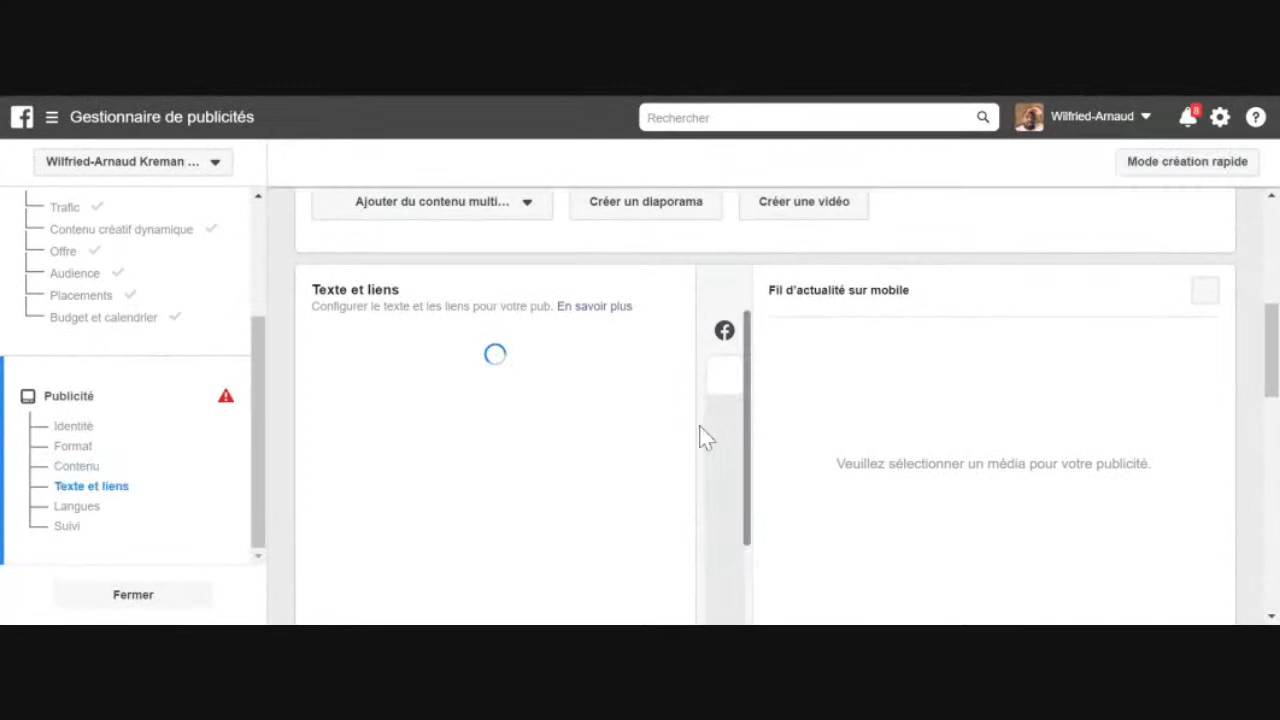 Gestionnaire de publicités
Rechercher
Wilfried-Arnaud
8
Wilfried-Arnaud Kreman ...
Mode création rapide
Trafic
Contenu créatif dynamique
Offre
Audience
Placements
Budget et calendrier
Publicité
Identité
Format
Contenu
Texte et liens
Langues
Suivi
Fermer
Ajouter du contenu multi...
Créer un diaporama
Créer une vidéo
Texte et liens
Configurer le texte et les liens pour votre pub. En savoir plus
Fil d'actualité sur mobile
Veuillez sélectionner un média pour votre publicité.